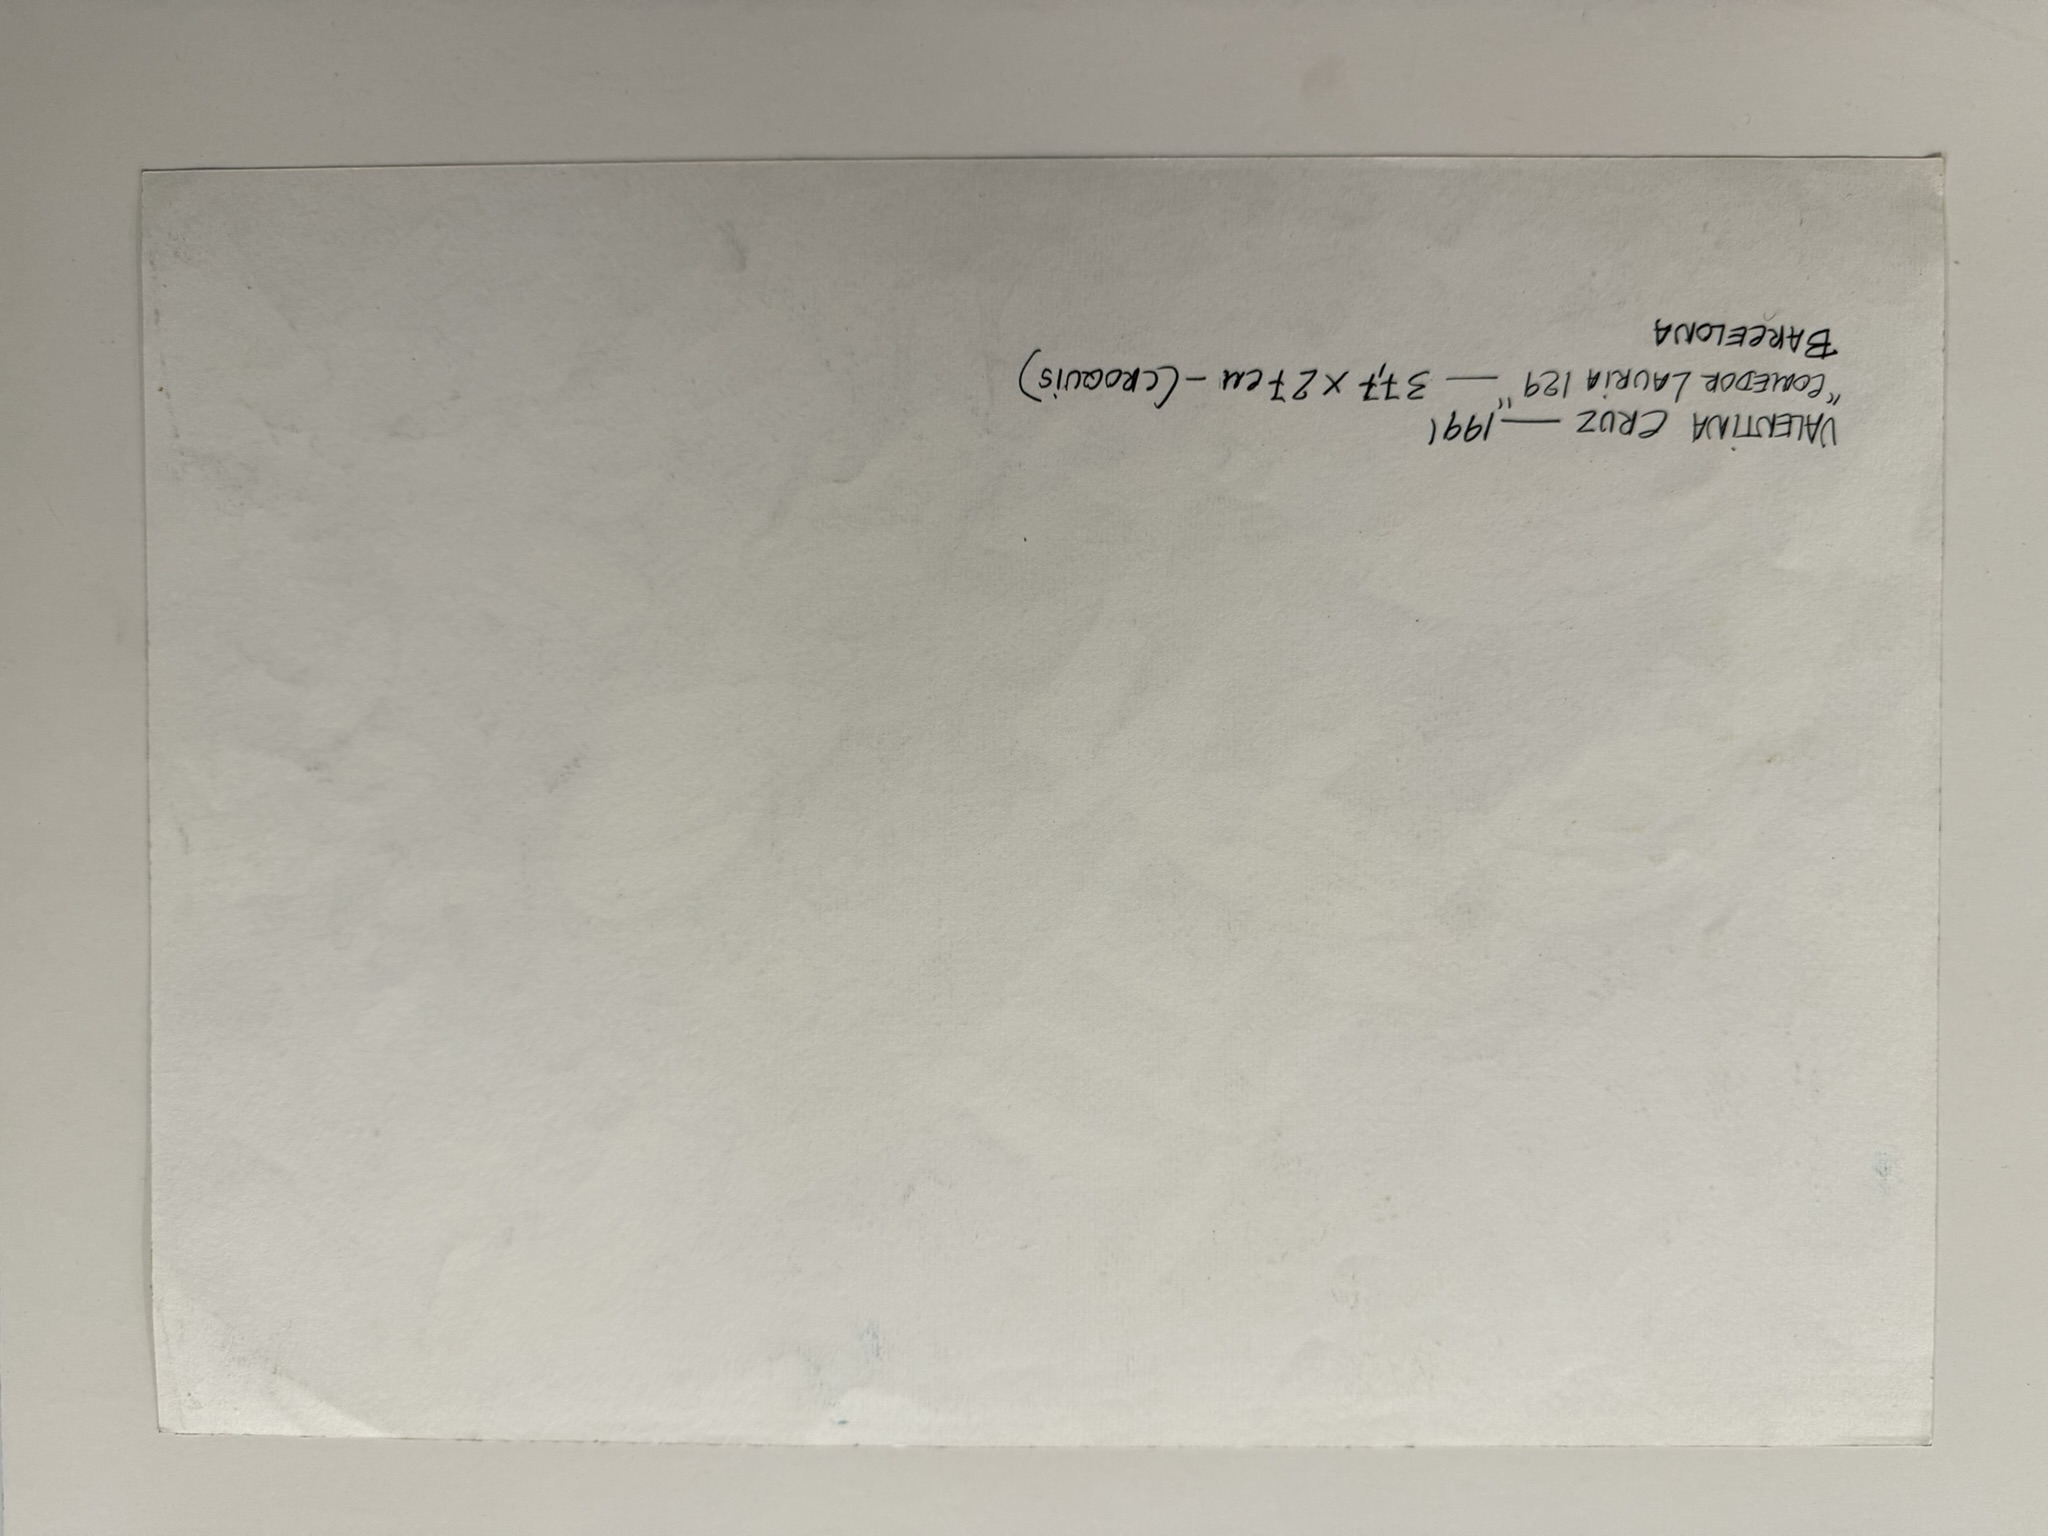 VALENTINA CRUZ — 1991
"COMEDOR LAURIA 129" — 37,7 x 27 cm - (CROQUIS)
BARCELONA